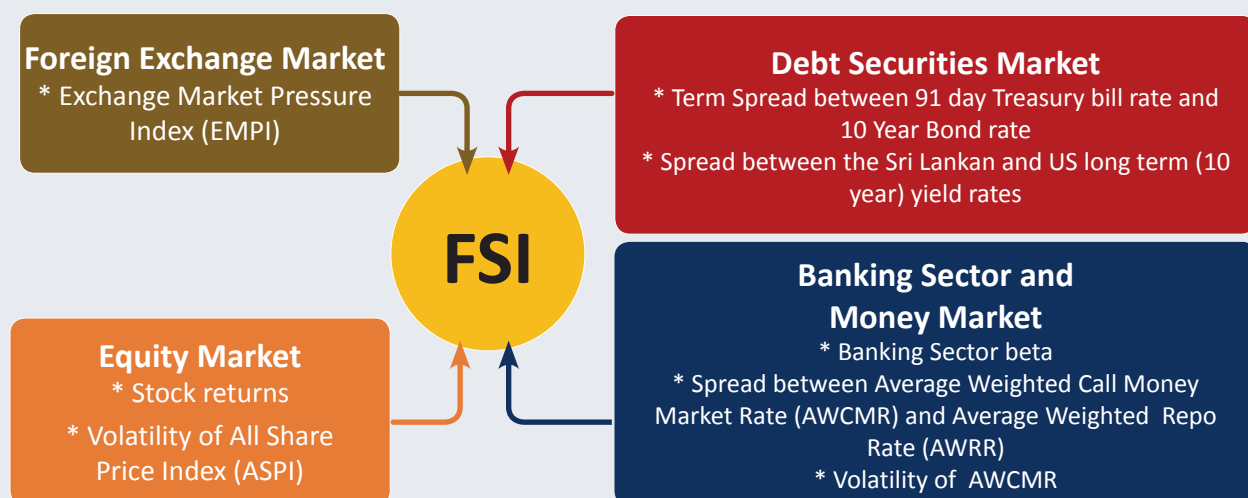 Foreign Exchange Market
* Exchange Market Pressure
Index (EMPI)
Debt Securities Market
* Term Spread between 91 day Treasury bill rate and
10 Year Bond rate
* Spread between the Sri Lankan and US long term (10
year) yield rates
FSI
Equity Market
* Stock returns
* Volatility of All Share
Price Index (ASPI)
Banking Sector and
Money Market
* Banking Sector beta
* Spread between Average Weighted Call Money
Market Rate (AWCMR) and Average Weighted Repo
Rate (AWRR)
* Volatility of AWCMR